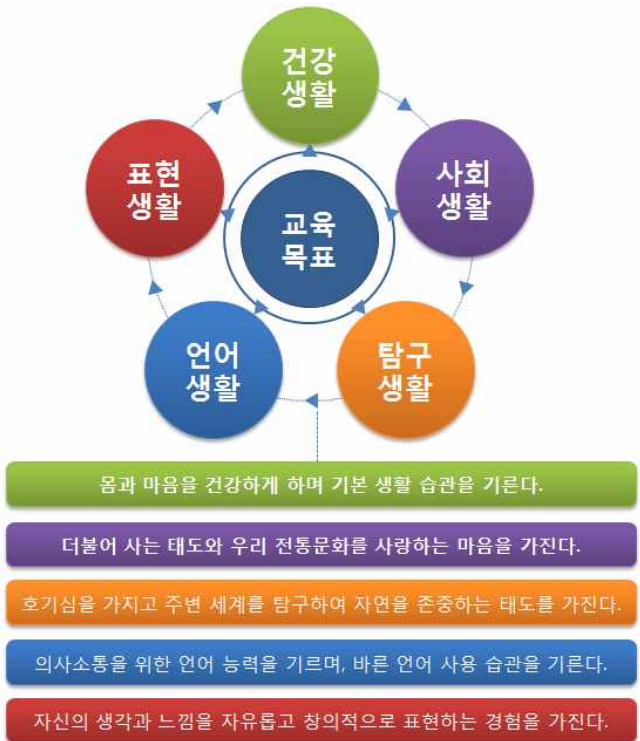 건강
생활
표현
생활
사회
생활
교육
목표
언어
생활
탐구
생활
몸과 마음을 건강하게 하며 기본 생활 습관을 기른다.
더불어 사는 태도와 우리 전통문화를 사랑하는 마음을 가진다.
호기심을 가지고 주변 세계를 탐구하여 자연을 존중하는 태도를 가진다.
의사소통을 위한 언어 능력을 기르며, 바른 언어 사용 습관을 기른다.
자신의 생각과 느낌을 자유롭고 창의적으로 표현하는 경험을 가진다.